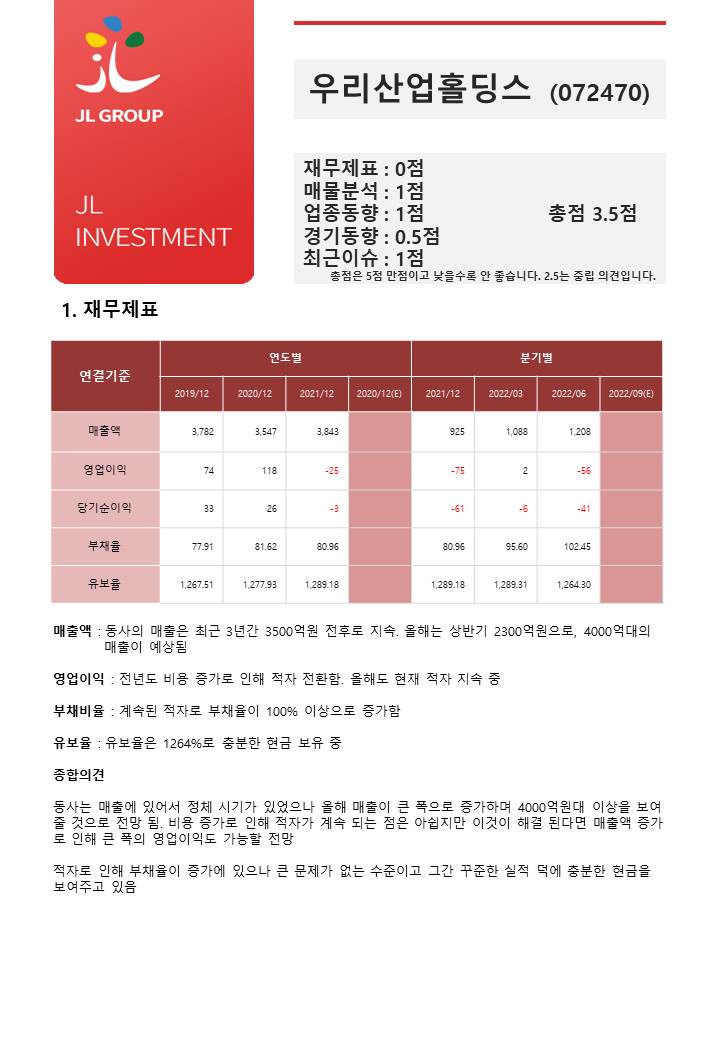 JL GROUP
JL
INVESTMENT
우리산업홀딩스 (072470)
재무제표 : 0점
매물분석 : 1점
업종동향 : 1점 총점 3.5점
경기동향 : 0.5점
최근이슈 : 1점
총점은 5점 만점이고 낮을수록 안 좋습니다. 2.5는 중립 의견입니다.
1. 재무제표
연결기준 연도별 분기별
2019/12 2020/12 2021/12 2020/12(E) 2021/12 2022/03 2022/06 2022/09(E)
매출액 3,782 3,547 3,843 925 1,088 1,208
영업이익 74 118 -25 -75 2 -56
당기순이익 33 26 -3 -61 -6 -41
부채율 77.91 81.62 80.96 80.96 95.60 102.45
유보율 1,267.51 1,277.93 1,289.18 1,289.18 1,289.31 1,264.30
매출액 : 동사의 매출은 최근 3년간 3500억원 전후로 지속. 올해는 상반기 2300억원으로, 4000억대의
매출이 예상됨
영업이익 : 전년도 비용 증가로 인해 적자 전환함. 올해도 현재 적자 지속 중
부채비율 : 계속된 적자로 부채율이 100% 이상으로 증가함
유보율 : 유보율은 1264%로 충분한 현금 보유 중
종합의견
동사는 매출에 있어서 정체 시기가 있었으나 올해 매출이 큰 폭으로 증가하며 4000억원대 이상을 보여
줄 것으로 전망 됨. 비용 증가로 인해 적자가 계속 되는 점은 아쉽지만 이것이 해결 된다면 매출액 증가
로 인해 큰 폭의 영업이익도 가능할 전망
적자로 인해 부채율이 증가에 있으나 큰 문제가 없는 수준이고 그간 꾸준한 실적 덕에 충분한 현금을
보여주고 있음